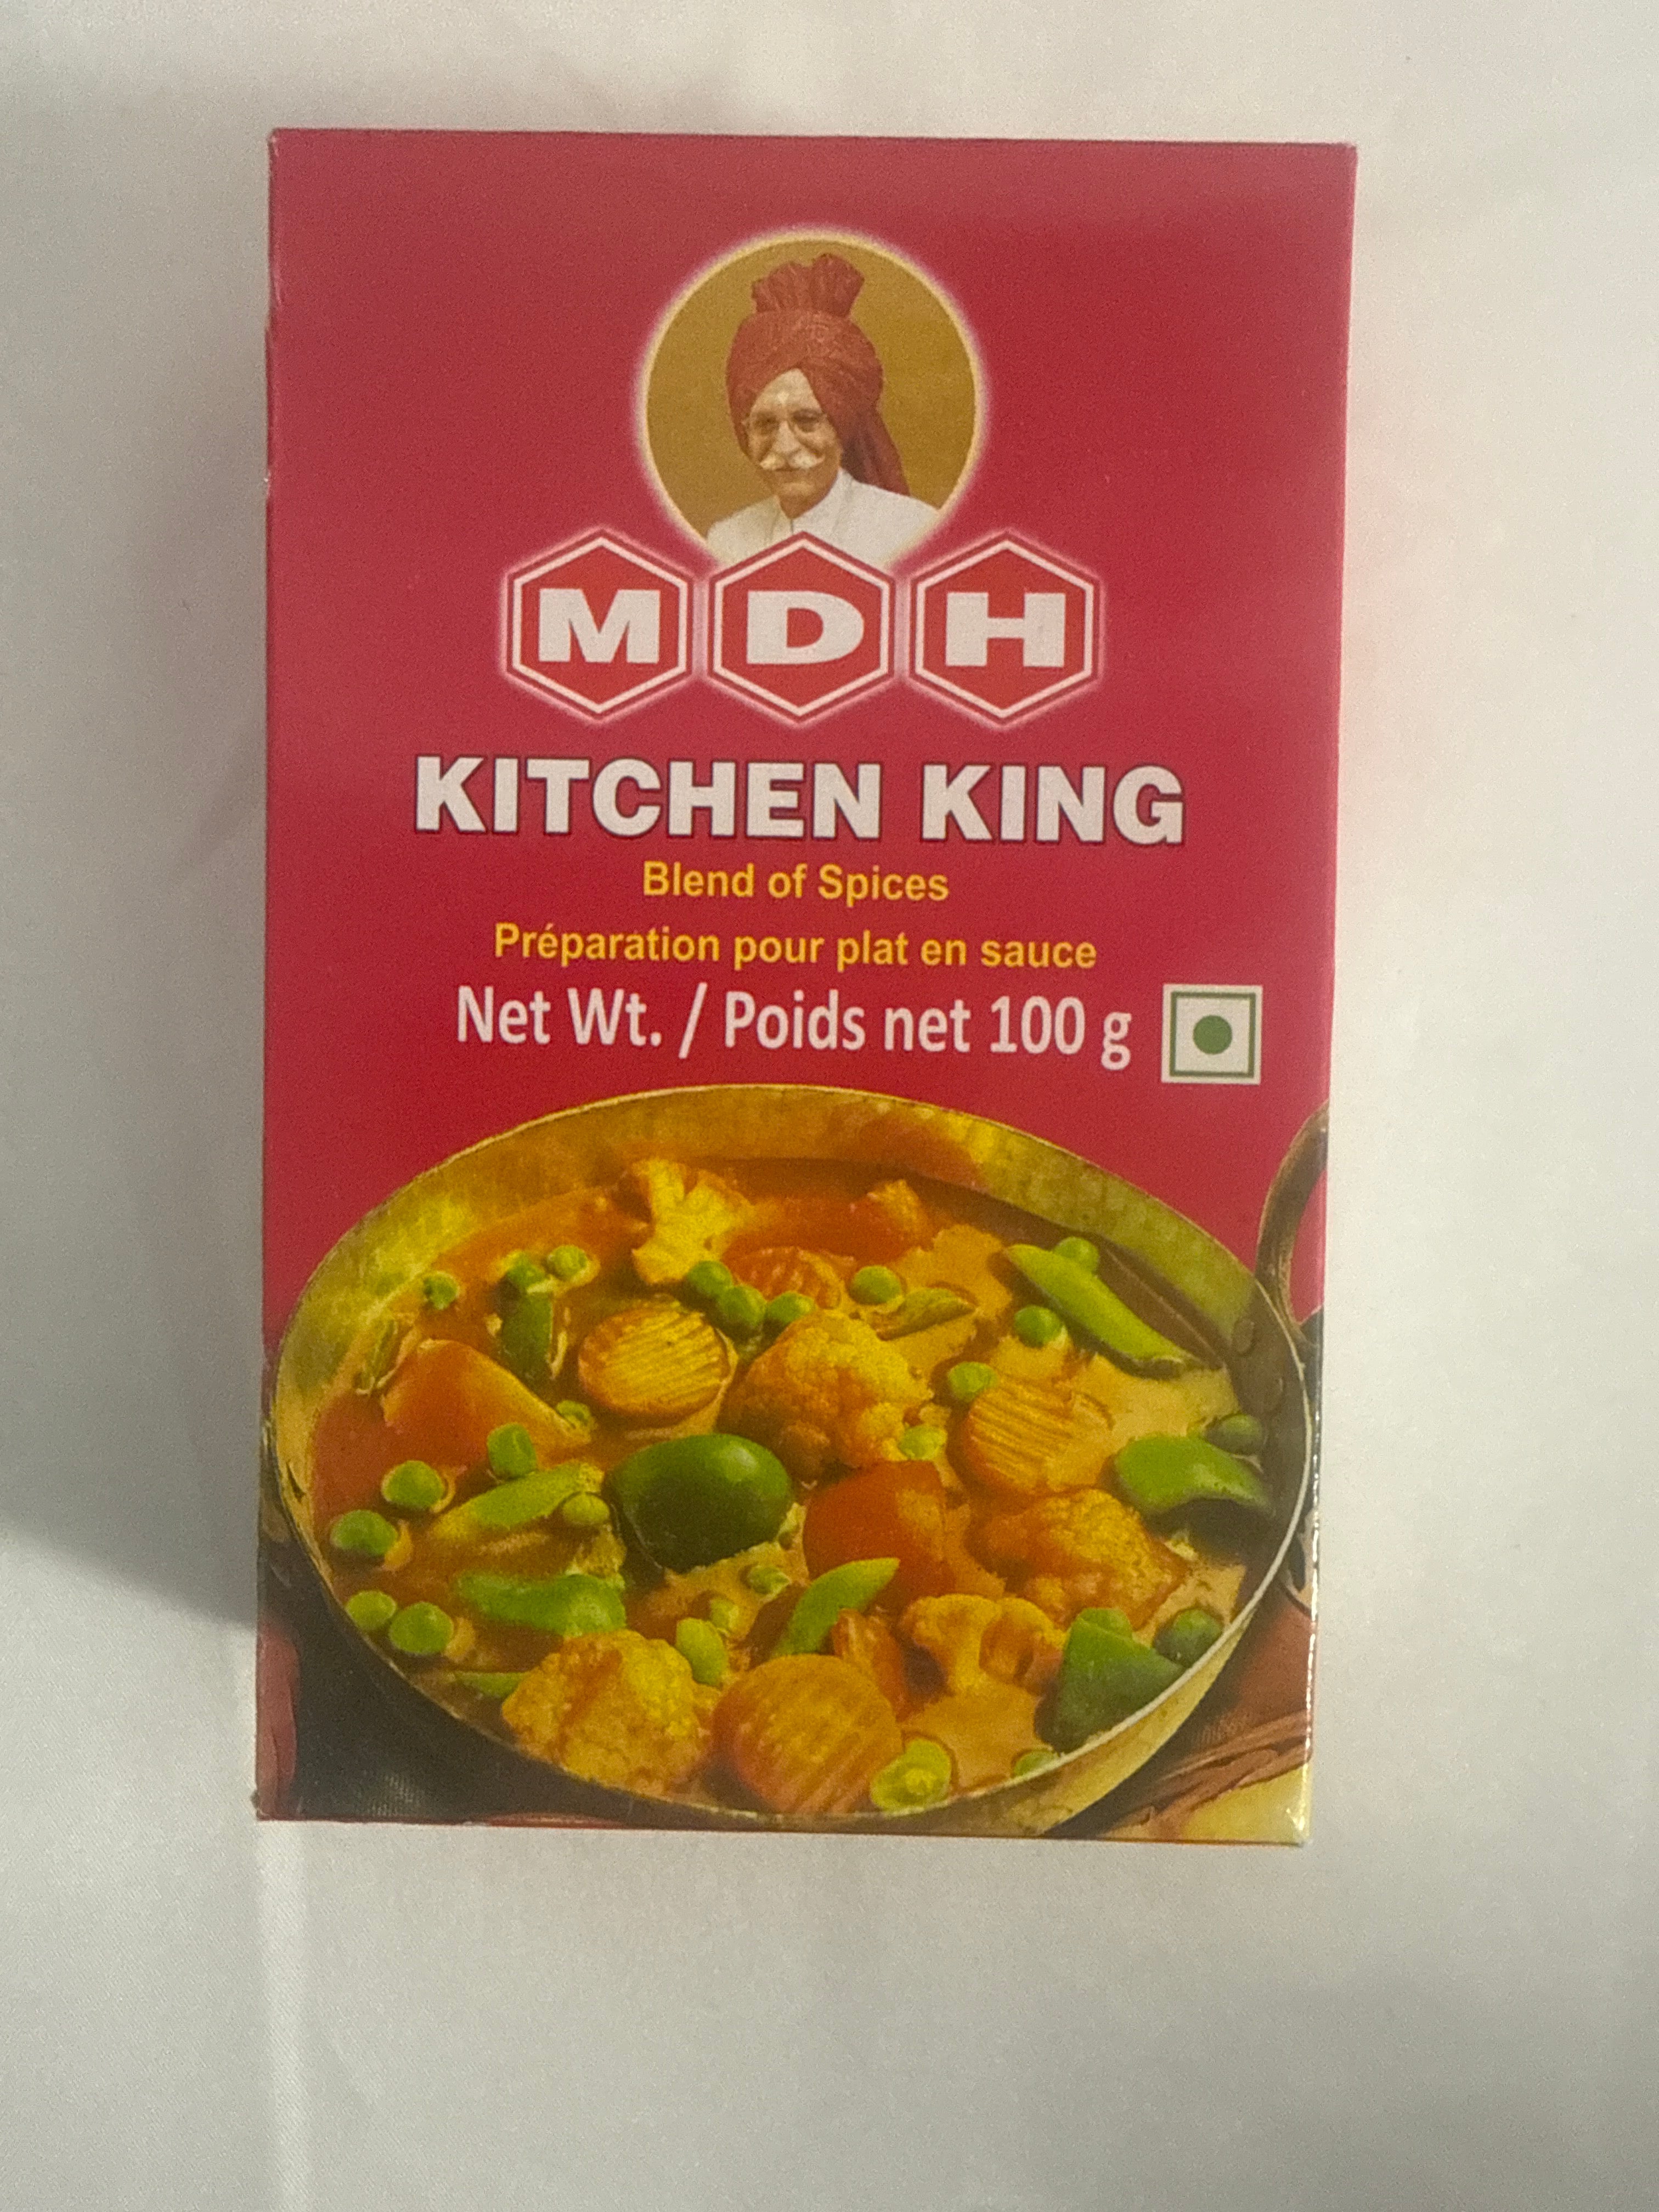 MDH
KITCHEN KING
Blend of Spices
Préparation pour plat en sauce
Net Wt. / Poids net 100 g